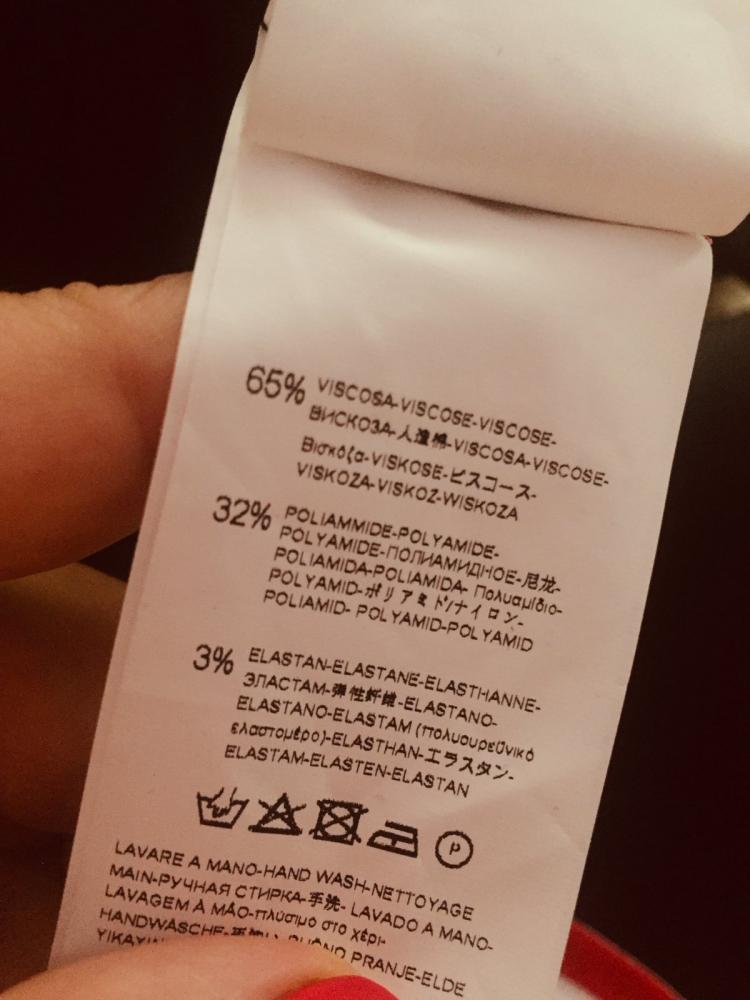 65% VISCOSA-VISCOSE-VISCOSE-
ВИСКОЗА-人造棉-VISCOSA-VISCOSE-
Βισκόζα-VISKOSE-ビスコース-
VISKOZA-VISKOZ-WISKOZA
32% POLIAMMIDE-POLYAMIDE-
POLYAMIDE-ПОЛИАМИДНОЕ-尼龙-
POLIAMIDA-POLIAMIDA- Πολυαμίδιο-
POLYAMID-ポリアミド/ナイロン-
POLIAMID- POLYAMID-POLYAMID
3% ELASTAN-ELASTANE-ELASTHANNE-
ЭЛАСТАМ-弹性纤维-ELASTANO-
ELASTANO-ELASTAM (πολυουρεθνικό
ελαστομέρο)-ELASTHAN-エラスタン-
ELASTAM-ELASTEN-ELASTAN
P
LAVARE A MANO-HAND WASH-NETTOYAGE
MAIN-РУЧНАЯ СТИРКА-手洗- LAVADO A MANO-
LAVAGEM À MÃO-πλύσιμο στο χέρι-
HANDWÄSCHE- PRANJE-ELDE